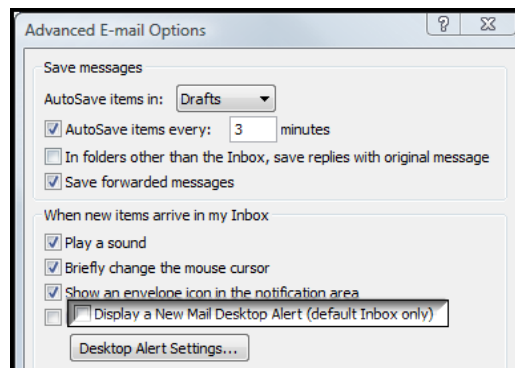 Advanced E-mail Options
Save messages
AutoSave items in: Drafts
AutoSave items every: 3 minutes
In folders other than the Inbox, save replies with original message
Save forwarded messages
When new items arrive in my Inbox
Play a sound
Briefly change the mouse cursor
Show an envelope icon in the notification area
Display a New Mail Desktop Alert (default Inbox only)
Desktop Alert Settings...